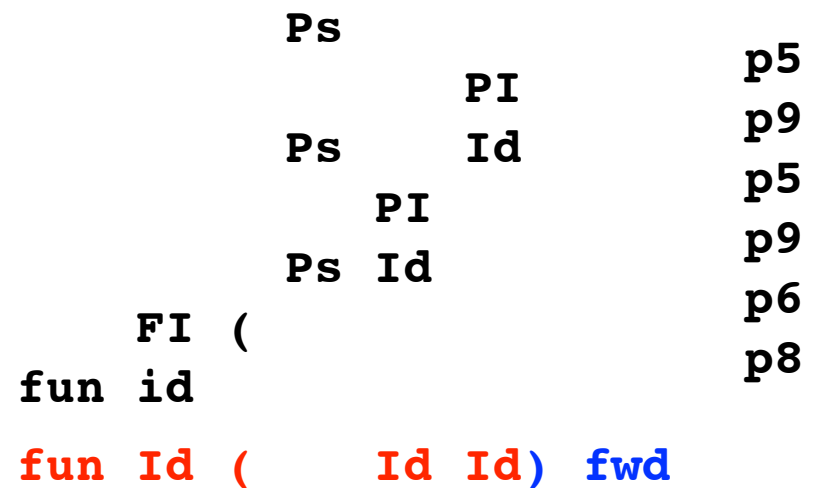 Ps
p5
PI
p9
Ps Id
p5
PI
p9
Ps Id
p6
FI (
p8
fun id
fun Id ( Id Id) fwd